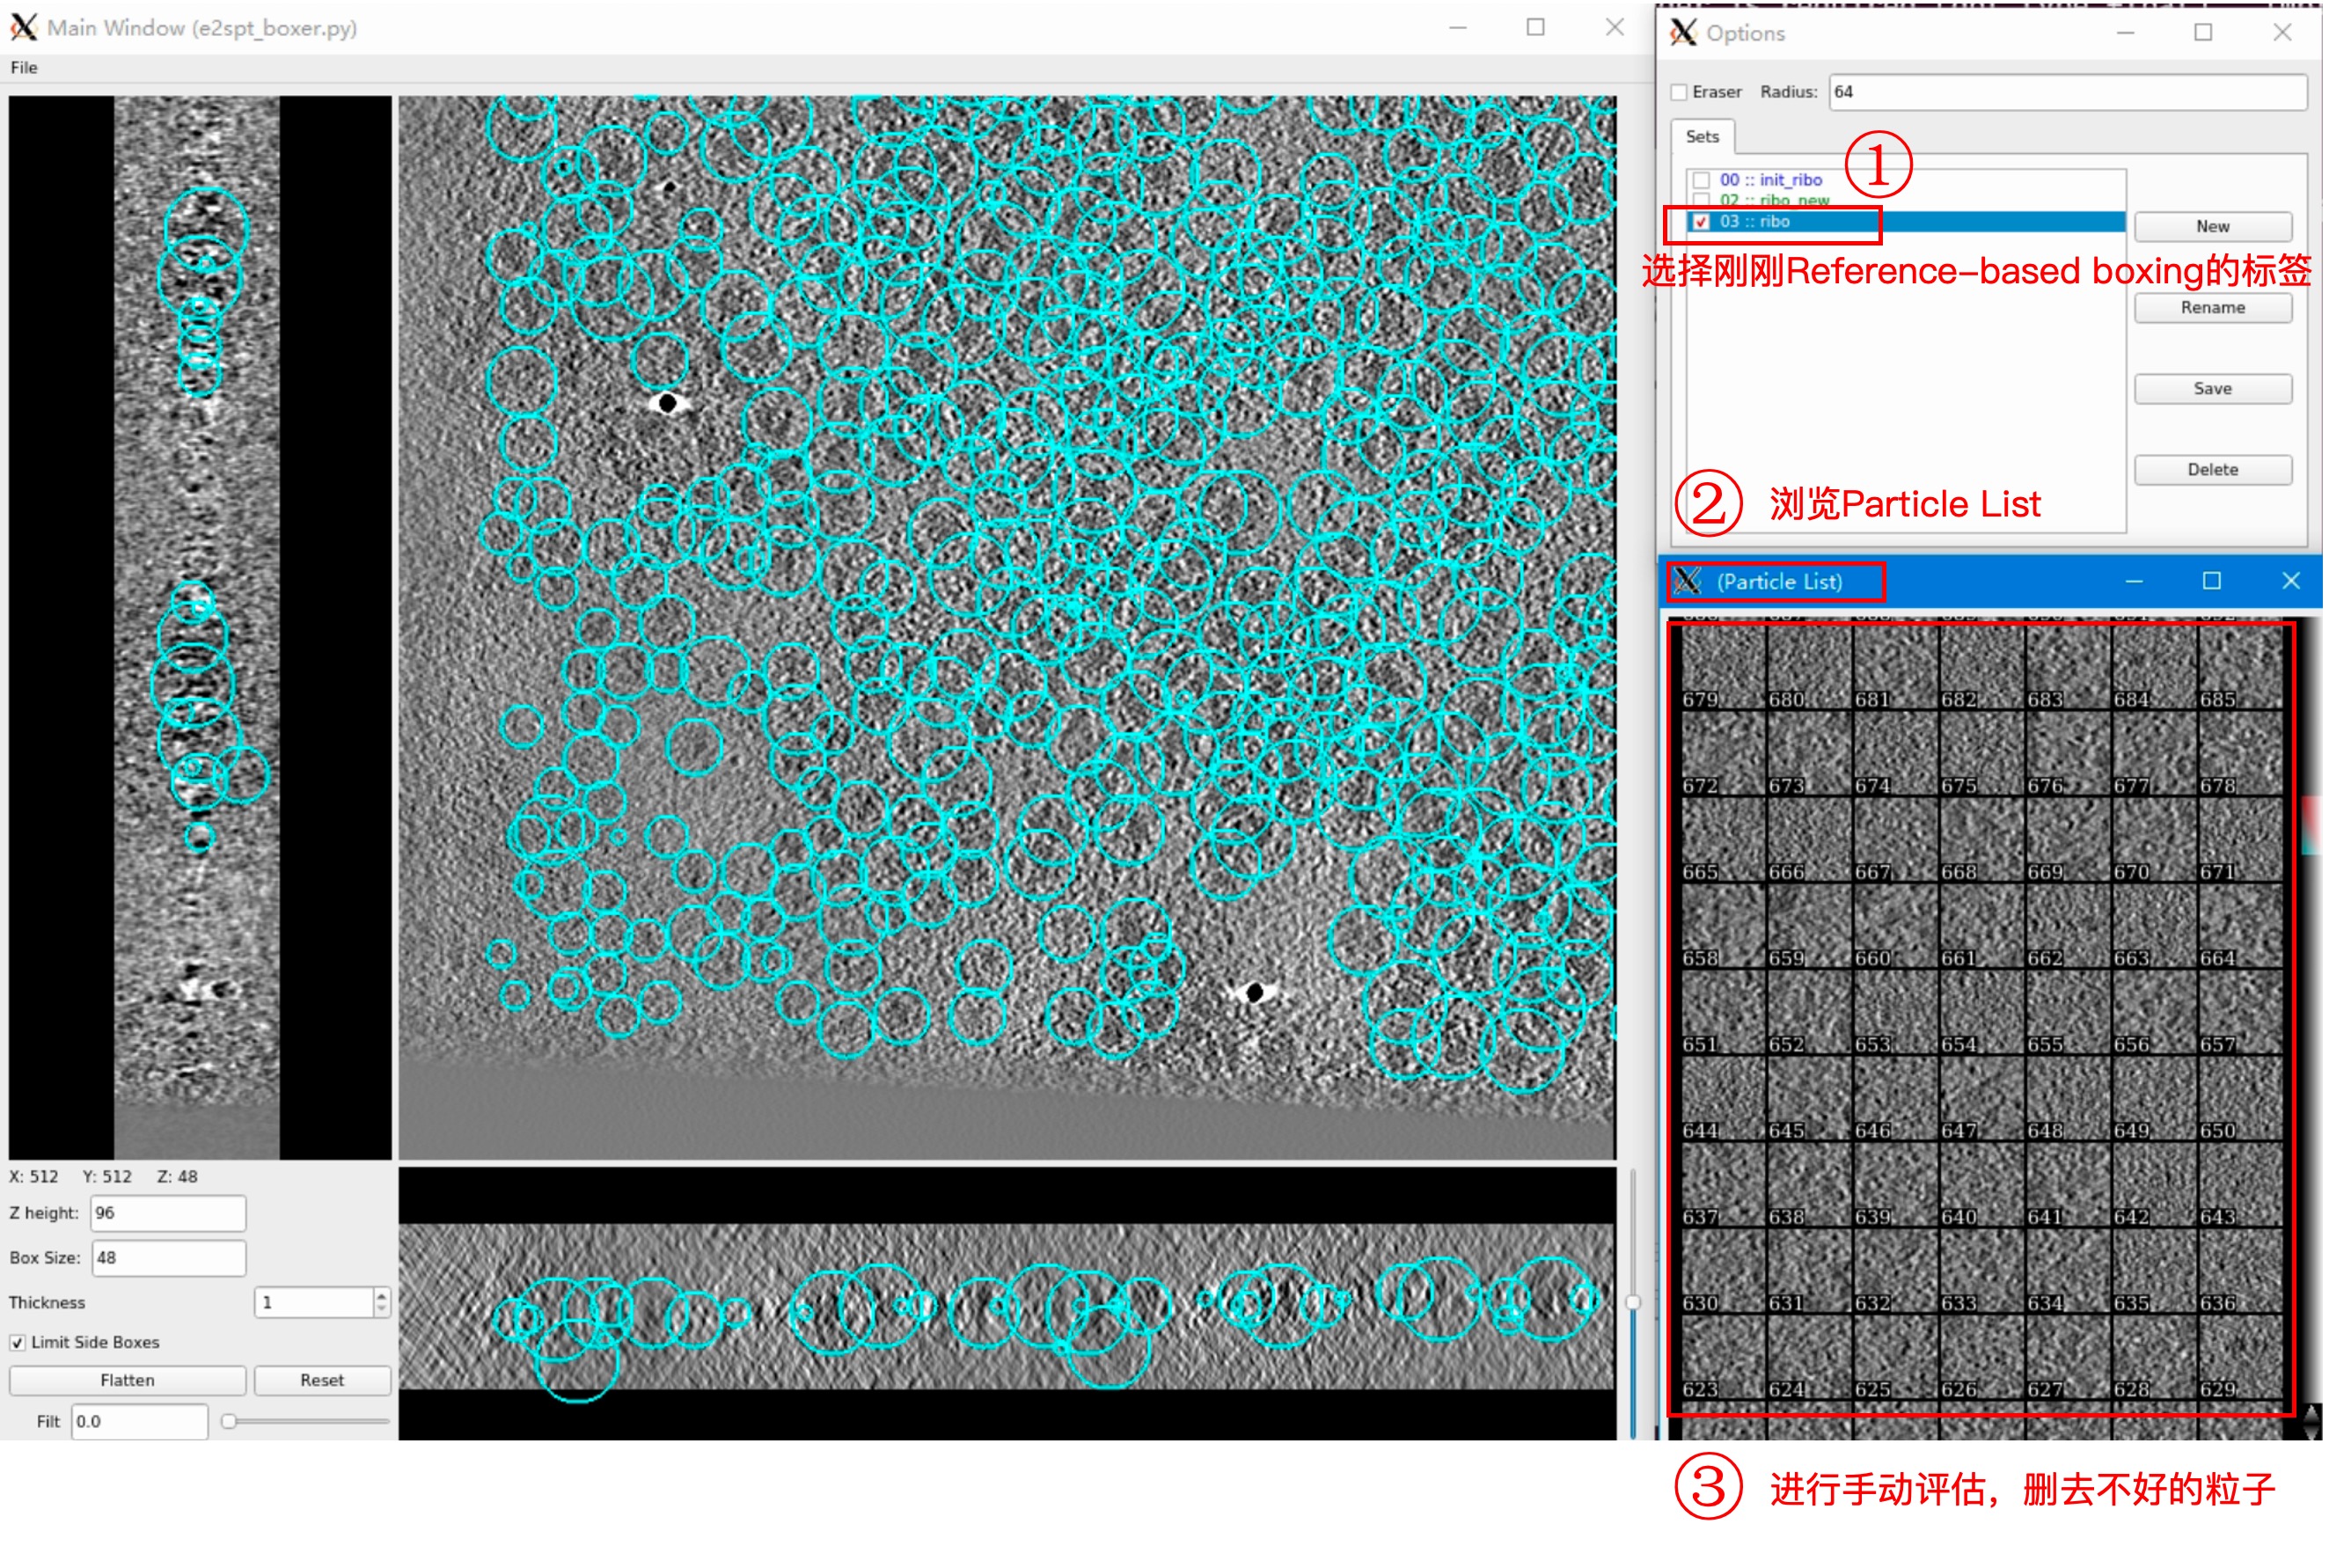 Main Window (e2spt_boxer.py)
File
X: 512 Y: 512 Z: 48
Z height: 96
Box Size: 48
Thickness 1
Limit Side Boxes
Flatten Reset
Filt 0.0
Options
Eraser Radius: 64
Sets
①
00 :: init_ribo
02 :: ribo_new
03 :: ribo
New
选择刚刚Reference-based boxing的标签
Rename
Save
Delete
② 浏览Particle List
(Particle List)
679 680 681 682 683 684 685
672 673 674 675 676 677 678
665 666 667 668 669 670 671
658 659 660 661 662 663 664
651 652 653 654 655 656 657
644 645 646 647 648 649 650
637 638 639 640 641 642 643
630 631 632 633 634 635 636
623 624 625 626 627 628 629
③ 进行手动评估，删去不好的粒子